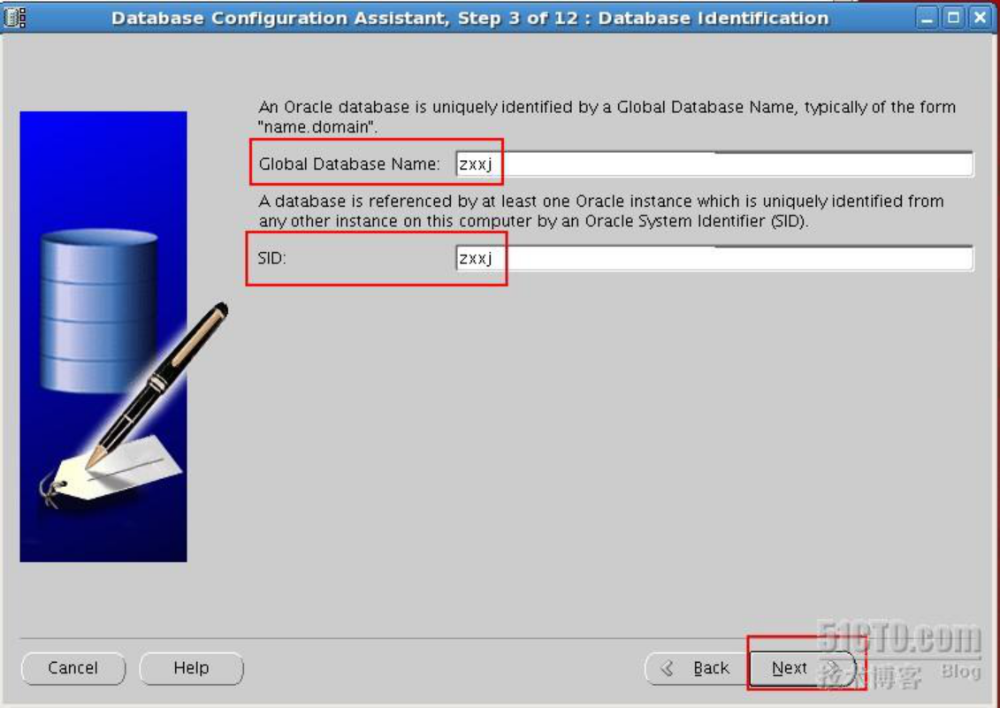 Database Configuration Assistant, Step 3 of 12 : Database Identification
An Oracle database is uniquely identified by a Global Database Name, typically of the form
"name.domain".
Global Database Name: zxxj
A database is referenced by at least one Oracle instance which is uniquely identified from
any other instance on this computer by an Oracle System Identifier (SID).
SID: zxxj
51CTO.com
技术博客 Blog
Cancel Help Back Next